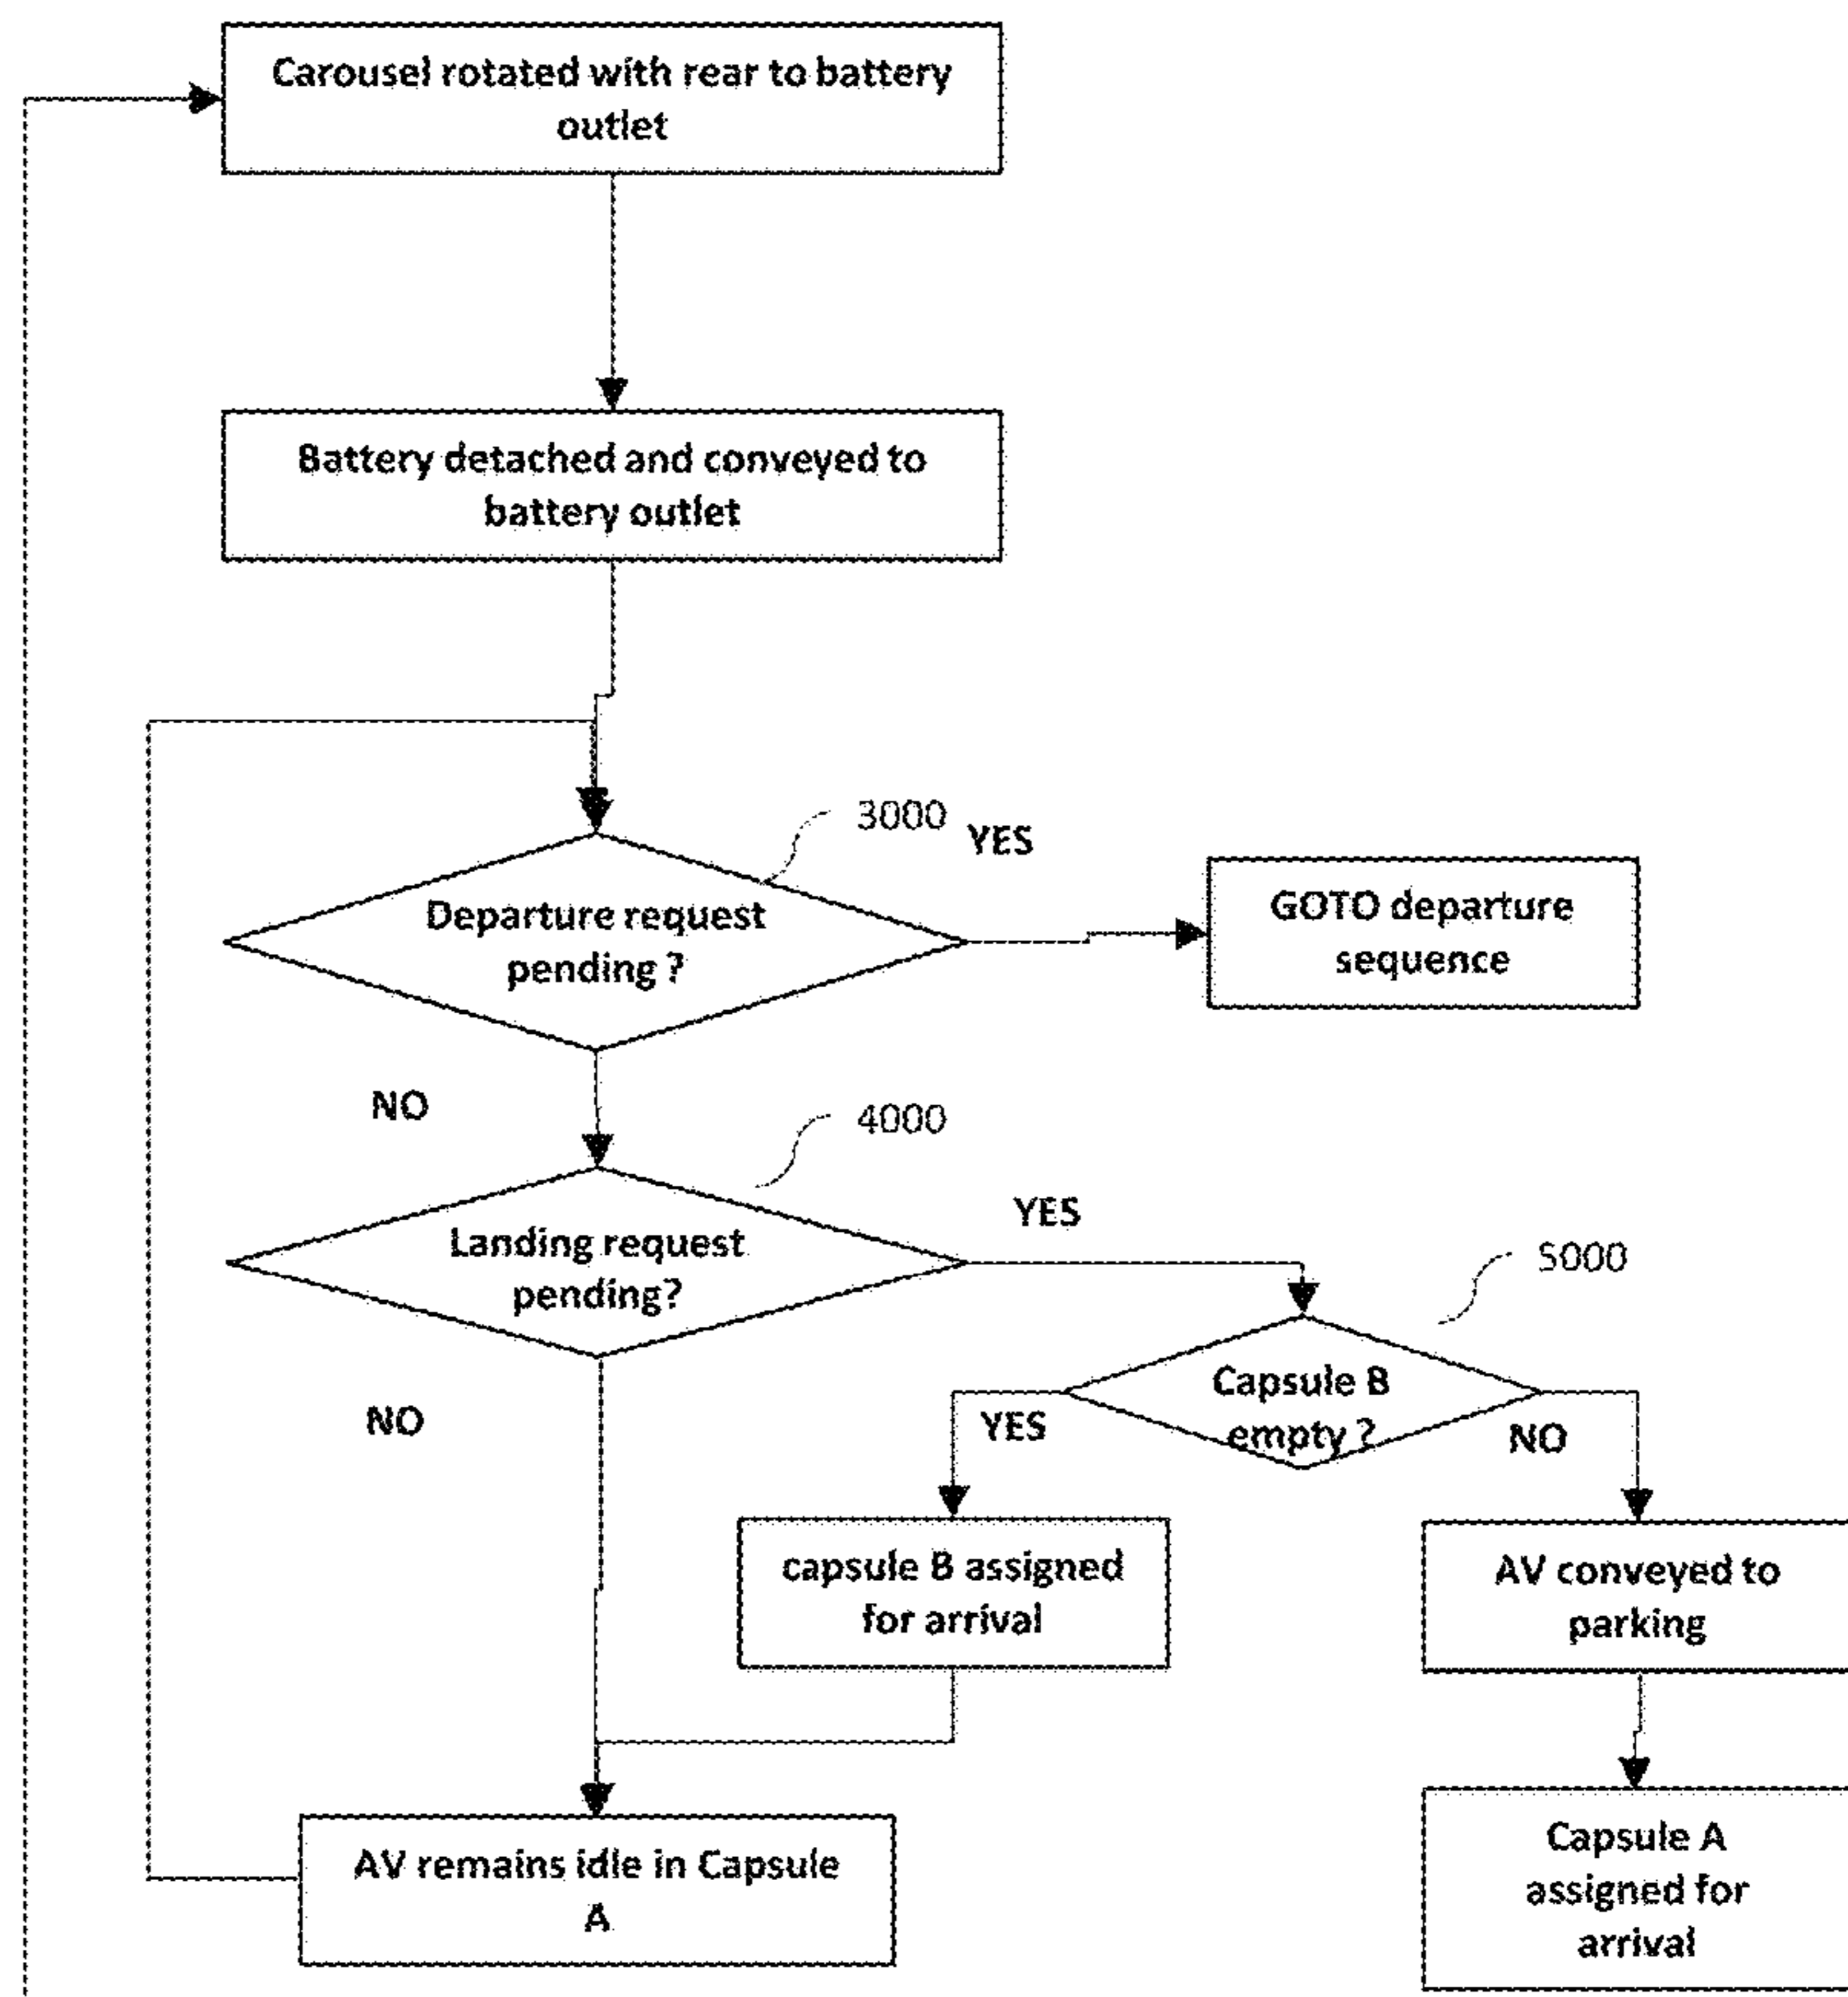 Carousel rotated with rear to battery
outlet
Battery detached and conveyed to
battery outlet
3000
YES
Departure request
pending ?
GOTO departure
sequence
NO
4000
Landing request
pending?
YES
5000
Capsule B
empty ?
YES
NO
NO
capsule B assigned
for arrival
AV conveyed to
parking
AV remains idle in Capsule
A
Capsule A
assigned for
arrival